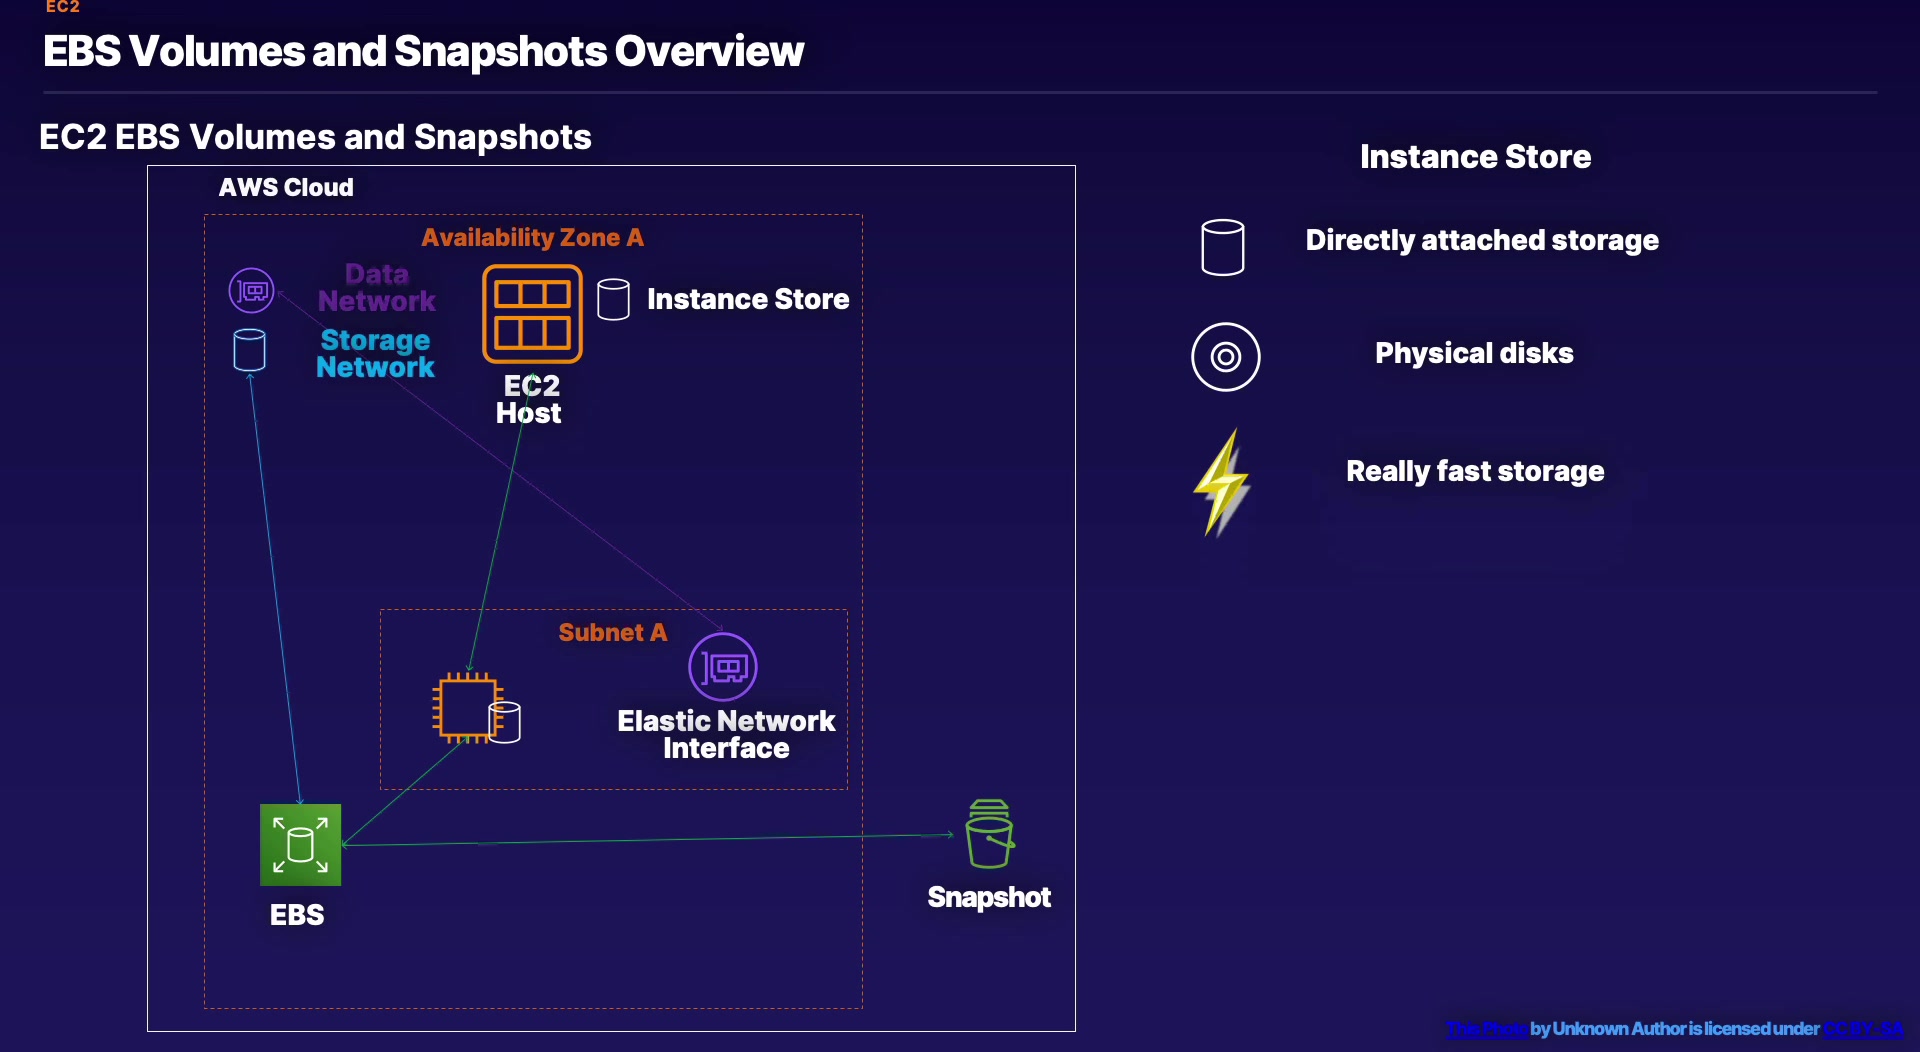 EC2
EBS Volumes and Snapshots Overview
EC2 EBS Volumes and Snapshots
AWS Cloud
Availability Zone A
Data
Network
Storage
Network
EC2
Host
Instance Store
Subnet A
Elastic Network
Interface
EBS
Snapshot
Instance Store
Directly attached storage
Physical disks
Really fast storage
This Photo by Unknown Author is licensed under CC BY-SA